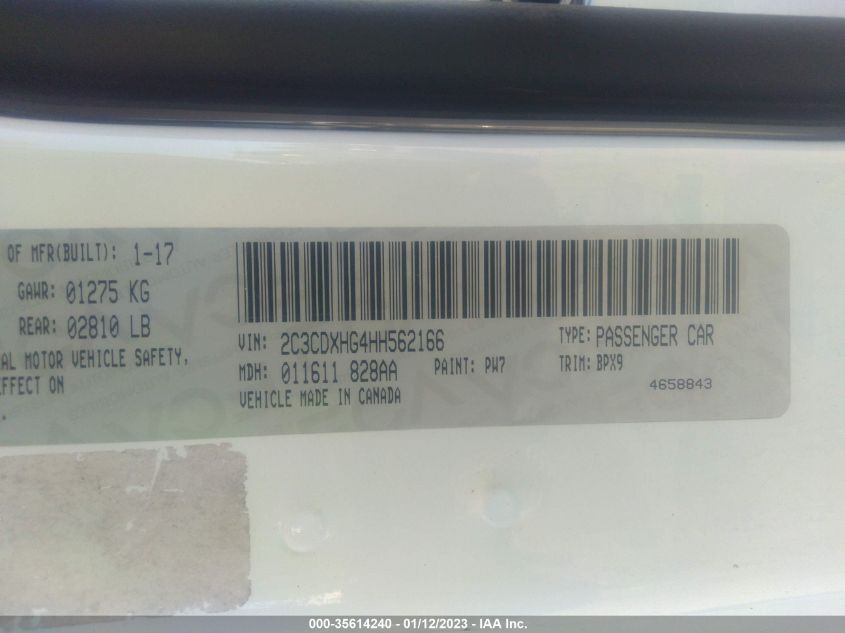 OF MFR(BUILT): 1-17
GAWR: 01275 KG
REAR: 02810 LB
MOTOR VEHICLE SAFETY,
EFFECT ON
VIN: 2C3CDXHG4HH562166
TYPE: PASSENGER CAR
MDH: 011611 828AA
PAINT: PW7
TRIM: BPX9
VEHICLE MADE IN CANADA
4658843
000-35614240 - 01/12/2023 - IAA Inc.